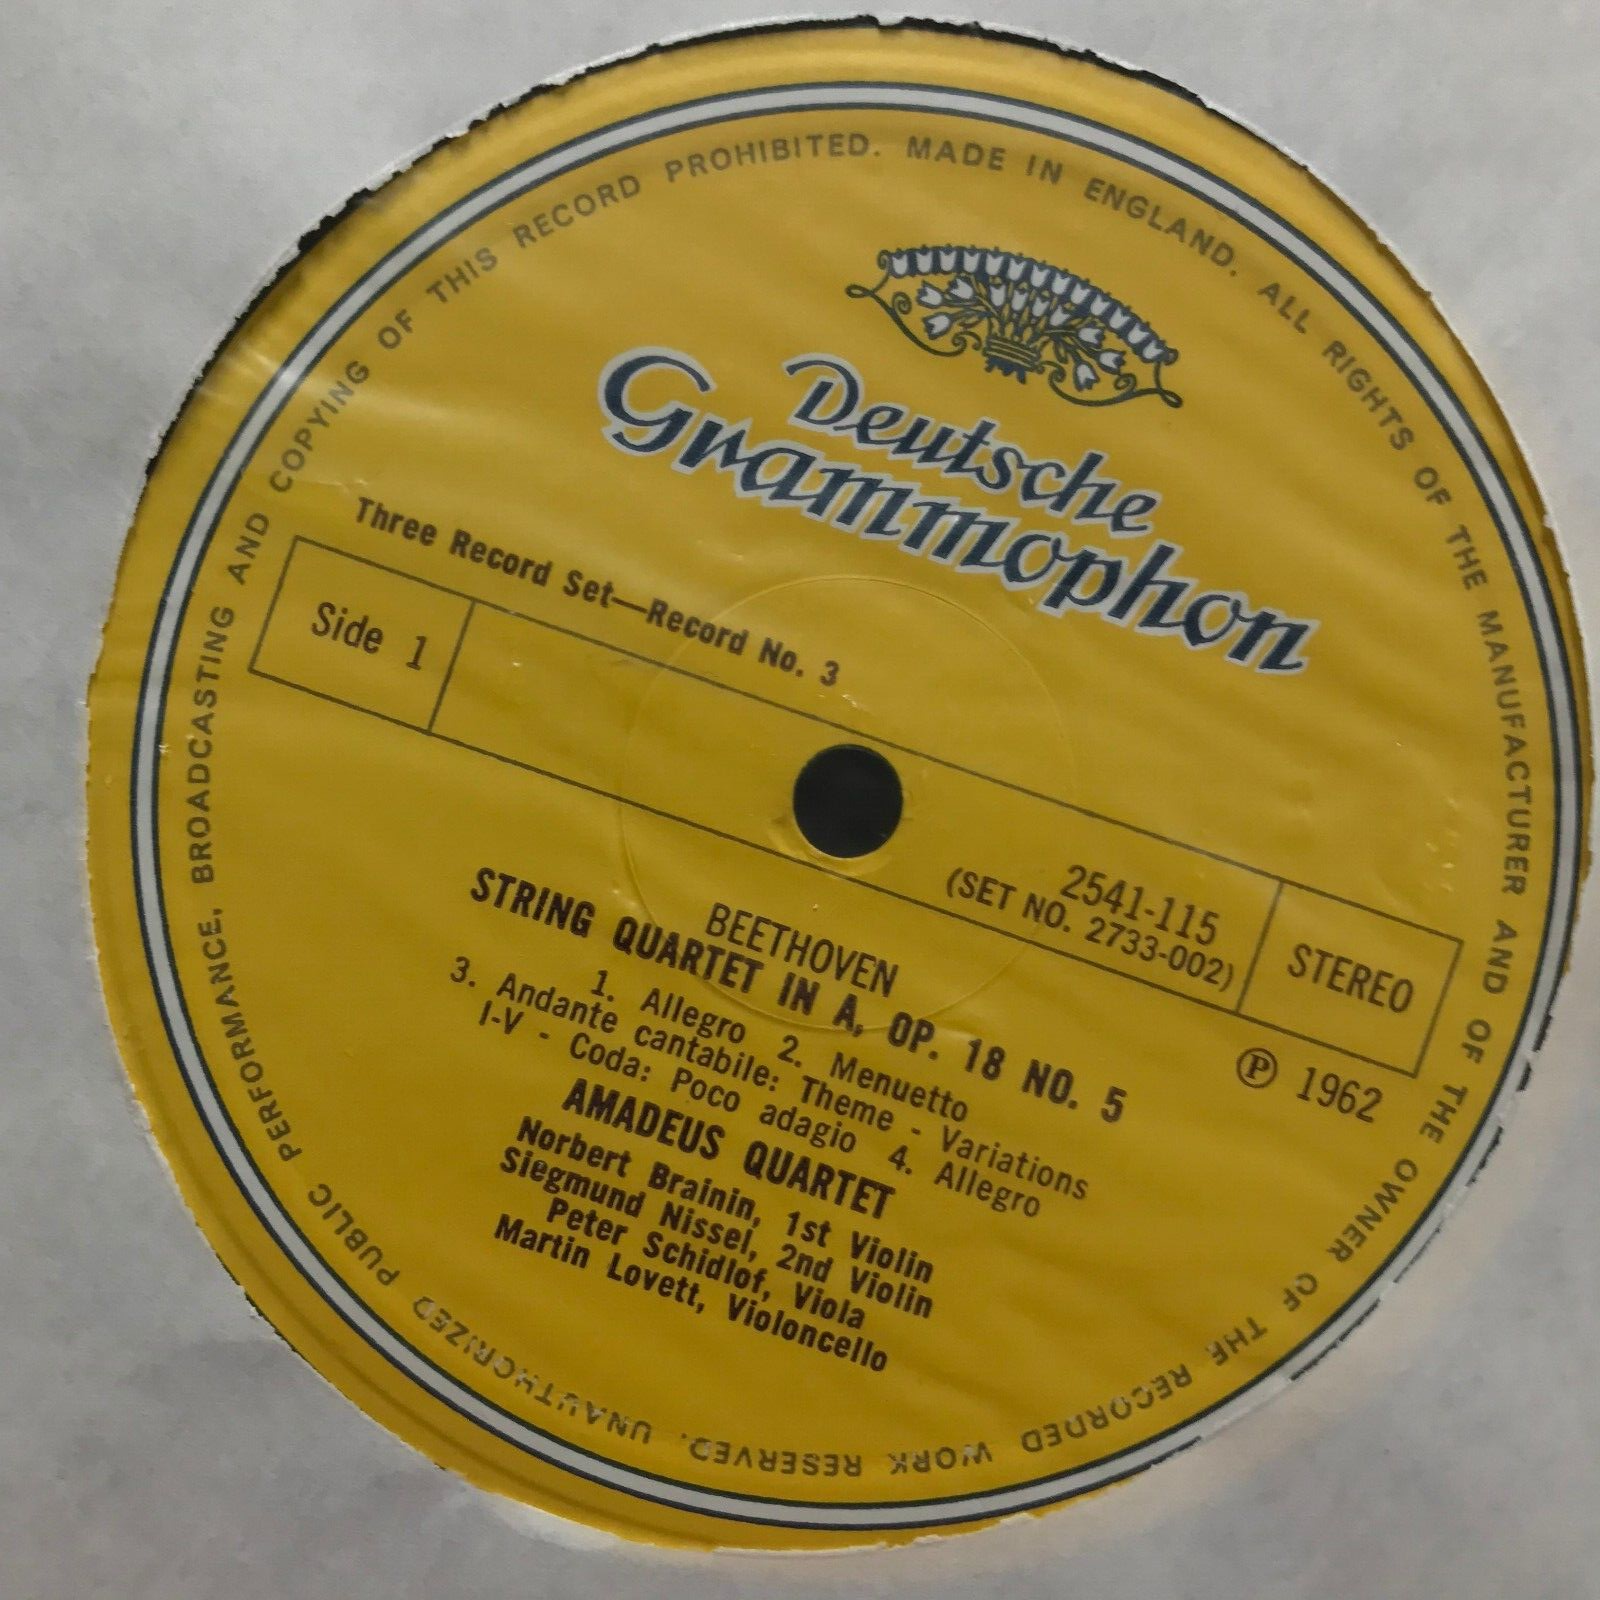 Deutsche
Grammophon
Three Record Set—Record No. 3
Side 1
2541-115
(SET NO. 2733-002)
STEREO
Ⓟ 1962
BEETHOVEN
STRING QUARTET IN A, OP. 18 NO. 5
1. Allegro 2. Menuetto
3. Andante cantabile: Theme - Variations
I-V - Coda: Poco adagio 4. Allegro
AMADEUS QUARTET
Norbert Brainin, 1st Violin
Siegmund Nissel, 2nd Violin
Peter Schidlof, Viola
Martin Lovett, Violoncello
MADE IN ENGLAND. ALL RIGHTS OF THE MANUFACTURER AND OF THE OWNER OF THE RECORDED WORK RESERVED. UNAUTHORIZED PUBLIC PERFORMANCE, BROADCASTING AND COPYING OF THIS RECORD PROHIBITED.